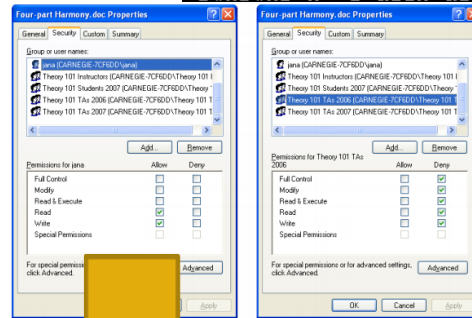 Four-part Harmony.doc Properties
General Security Custom Summary
Group or user names:
jana (CARNEGIE-7CF6DD\jana)
Theory 101 Instructors (CARNEGIE-7CF6DD\Theory 101 I
Theory 101 Students 2007 (CARNEGIE-7CF6DD\Theory
Theory 101 TAs 2006 (CARNEGIE-7CF6DD\Theory 101 T
Theory 101 TAs 2007 (CARNEGIE-7CF6DD\Theory 101 T
Add... Remove
Permissions for jana Allow Deny
Full Control
Modify
Read & Execute
Read
Write
Special Permissions
For special permissi
click Advanced.
Advanced
Apply
Four-part Harmony.doc Properties
General Security Custom Summary
Group or user names:
jana (CARNEGIE-7CF6DD\jana)
Theory 101 Instructors (CARNEGIE-7CF6DD\Theory 101 I
Theory 101 Students 2007 (CARNEGIE-7CF6DD\Theory
Theory 101 TAs 2006 (CARNEGIE-7CF6DD\Theory 101 T
Theory 101 TAs 2007 (CARNEGIE-7CF6DD\Theory 101 T
Add... Remove
Permissions for Theory 101 TAs
2006 Allow Deny
Full Control
Modify
Read & Execute
Read
Write
Special Permissions
For special permissions or for advanced settings,
click Advanced.
Advanced
OK Cancel Apply